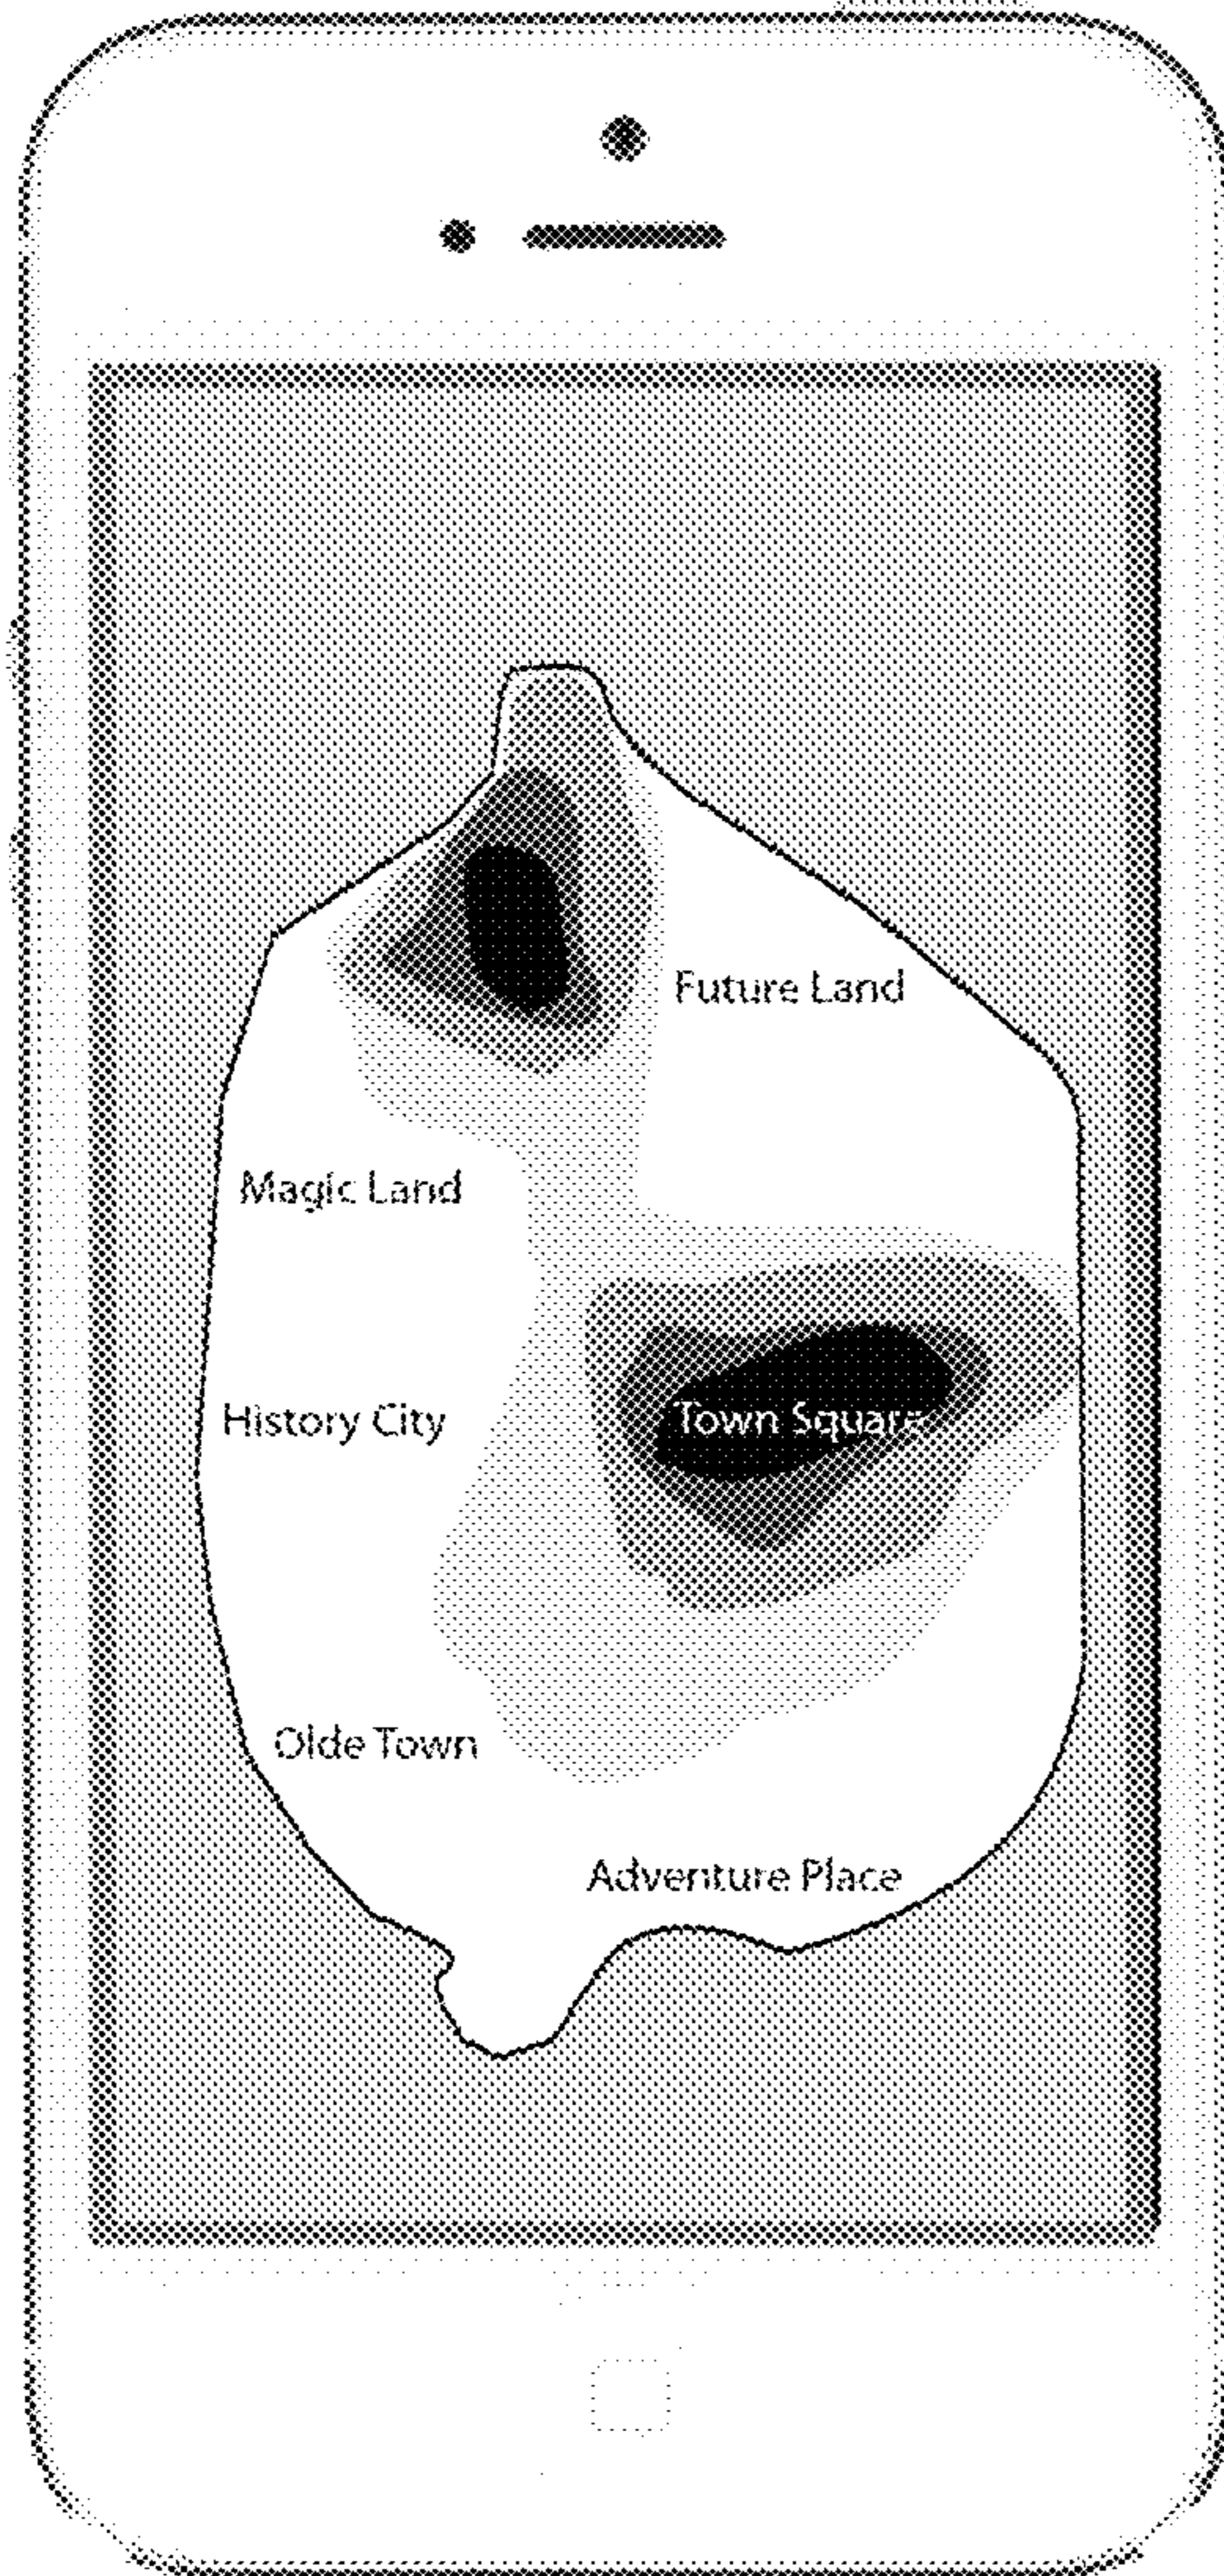 Future Land
Magic Land
History City
Town Square
Olde Town
Adventure Place